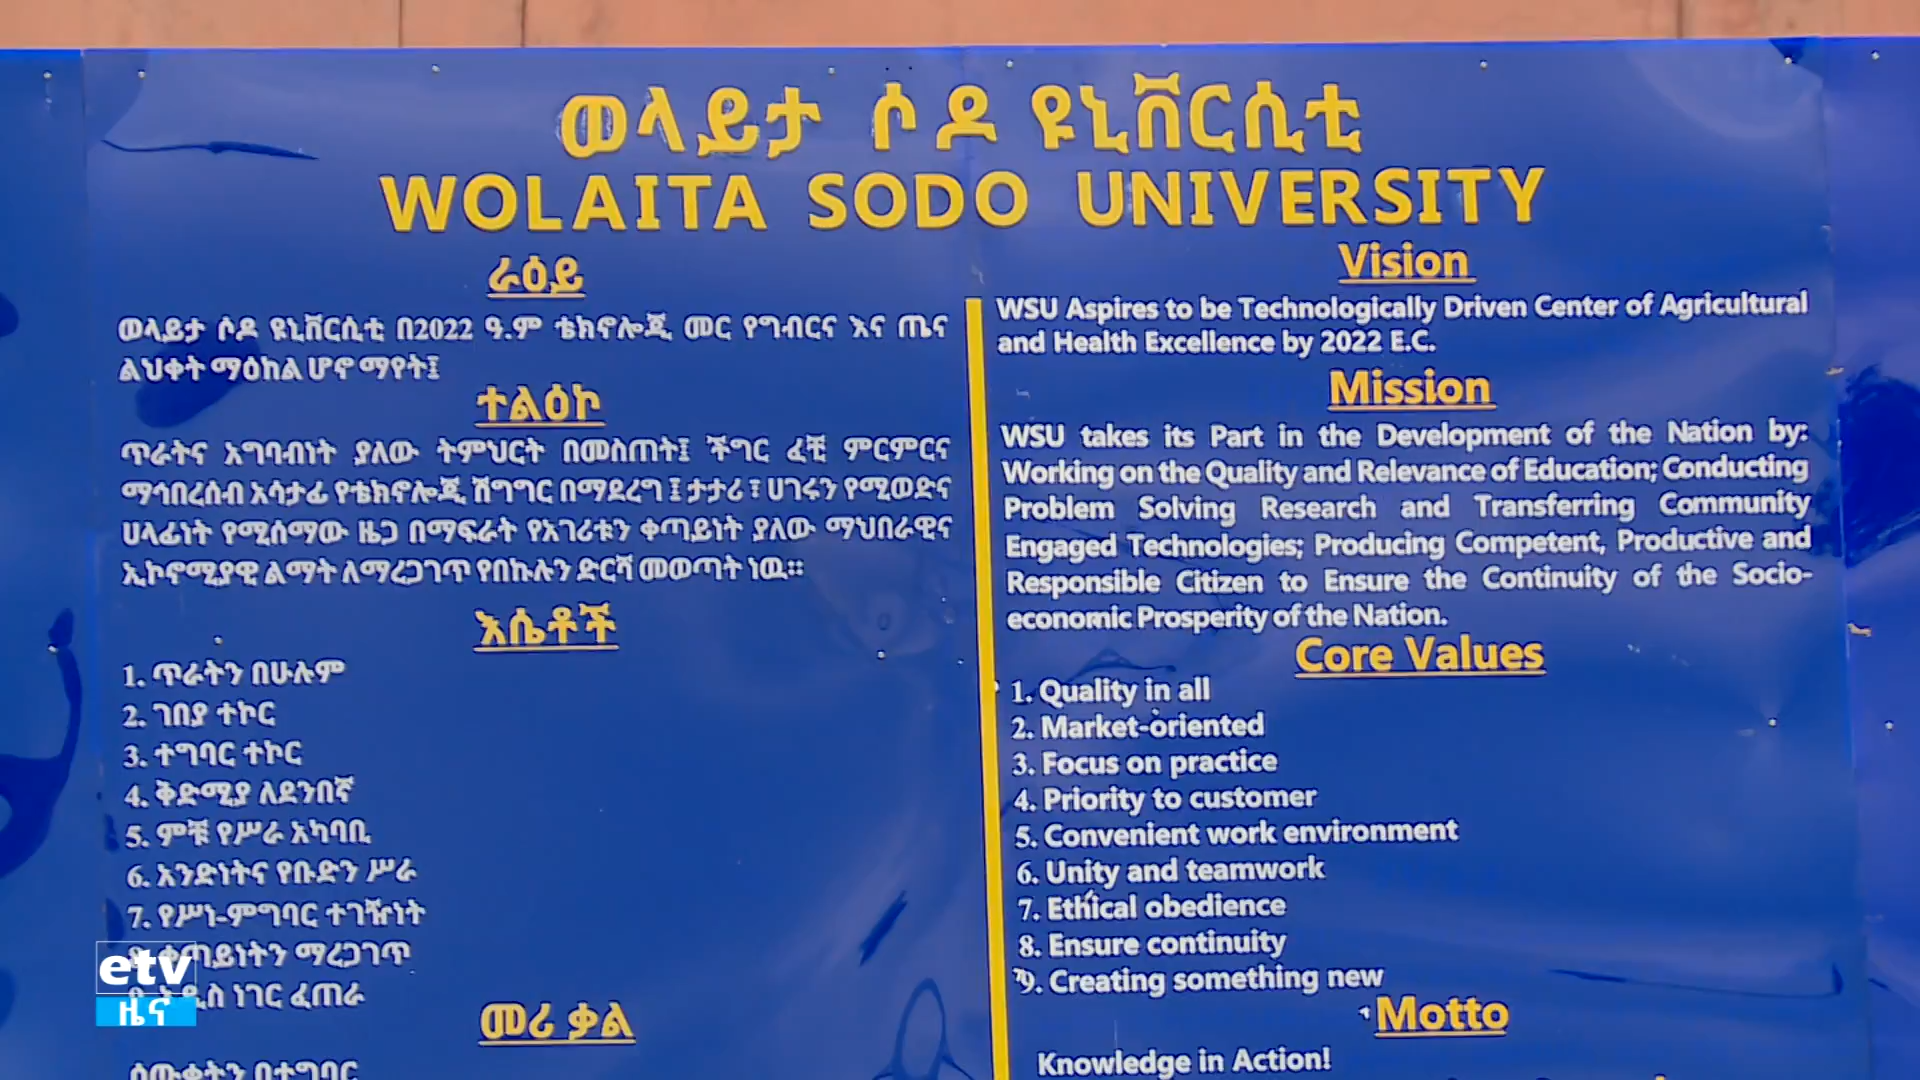 ወላይታ ሶዶ ዩኒቨርሲቲ
WOLAITA SODO UNIVERSITY
ራዕይ
ወላይታ ሶዶ ዩኒቨርሲቲ በ2022 ዓ.ም ቴክኖሎጂ መር የግብርና እና ጤና
ልህቀት ማዕከል ሆኖ ማየት፤
ተልዕኮ
ጥራትና አግባብነት ያለው ትምህርት በመስጠት፤ ችግር ፈቺ ምርምርና
ማኅበረሰብ አሳታፊ የቴክኖሎጂ ሽግግር በማደረግ ፤ ታታሪ ፣ ሀገሩን የሚወድና
ሀላፊነት የሚሰማው ዜጋ በማፍራት የአገሪቱን ቀጣይነት ያለው ማህበራዊና
ኢኮኖሚያዊ ልማት ለማረጋገጥ የበኩሉን ድርሻ መወጣት ነዉ።
እሴቶች
1. ጥራትን በሁሉም
2. ገበያ ተኮር
3. ተግባር ተኮር
4. ቅድሚያ ለደንበኛ
5. ምቹ የሥራ አካባቢ
6. አንድነትና የቡድን ሥራ
7. የሥነ-ምግባር ተገዥነት
ቀጣይነትን ማረጋገጥ
ነገር ፈጠራ
መሪ ቃል
ዕውቀትን በተግባር
Vision
WSU Aspires to be Technologically Driven Center of Agricultural
and Health Excellence by 2022 E.C.
Mission
WSU takes its Part in the Development of the Nation by:
Working on the Quality and Relevance of Education; Conducting
Problem Solving Research and Transferring Community
Engaged Technologies; Producing Competent, Productive and
Responsible Citizen to Ensure the Continuity of the Socio-
economic Prosperity of the Nation.
Core Values
1. Quality in all
2. Market-oriented
3. Focus on practice
4. Priority to customer
5. Convenient work environment
6. Unity and teamwork
7. Ethical obedience
8. Ensure continuity
9. Creating something new
Motto
Knowledge in Action!
etv
ዜና